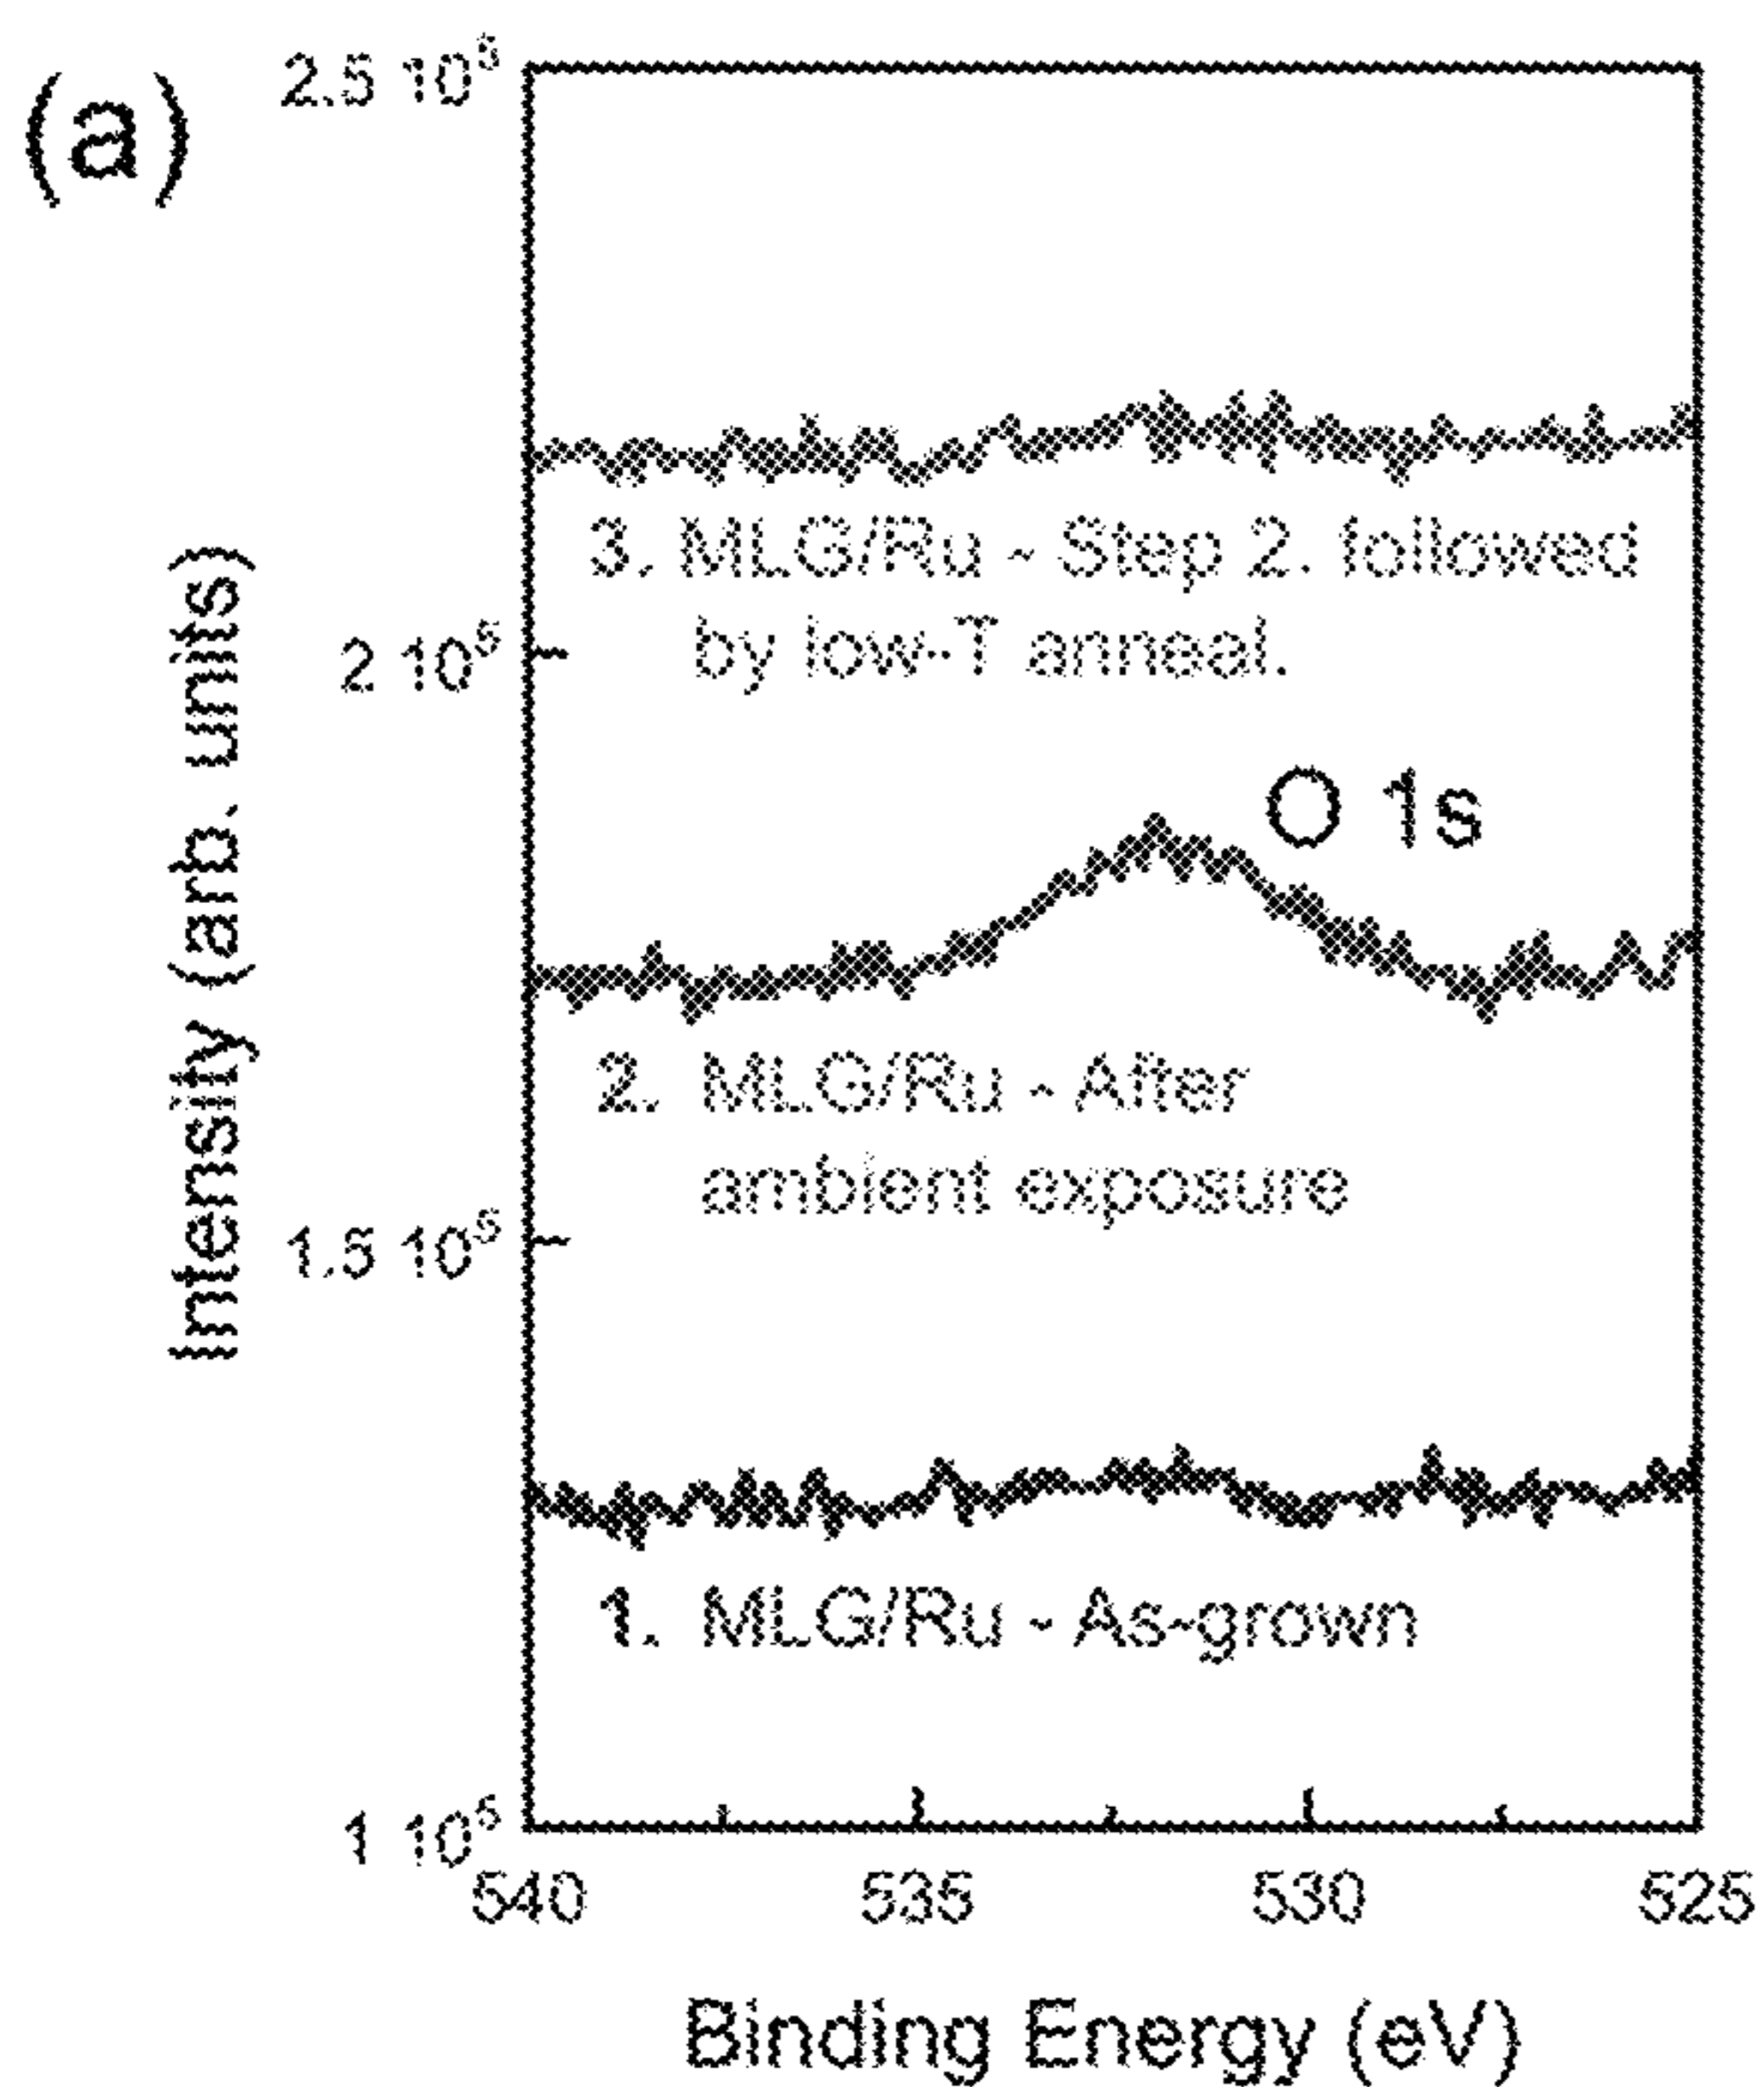 (a)
2.5 10⁵
3. MLG/Ru - Step 2. followed
by low-T anneal.
2 10⁵
O 1s
2. MLG/Ru - After
ambient exposure
1.5 10⁵
1. MLG/Ru - As-grown
1 10⁵
540 535 530 525
Binding Energy (eV)
Intensity (arb. units)